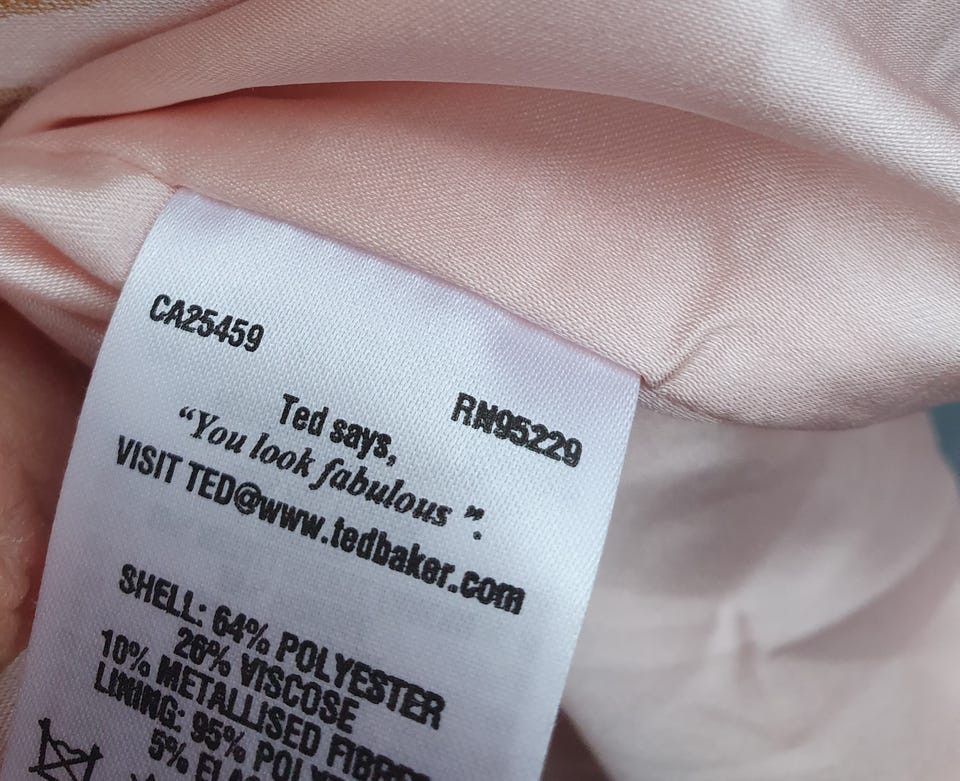 CA25459
RN95229
Ted says,
“You look fabulous ”.
VISIT TED@www.tedbaker.com
SHELL: 64% POLYESTER
26% VISCOSE
10% METALLISED FIBRE
LINING: 95%
5%